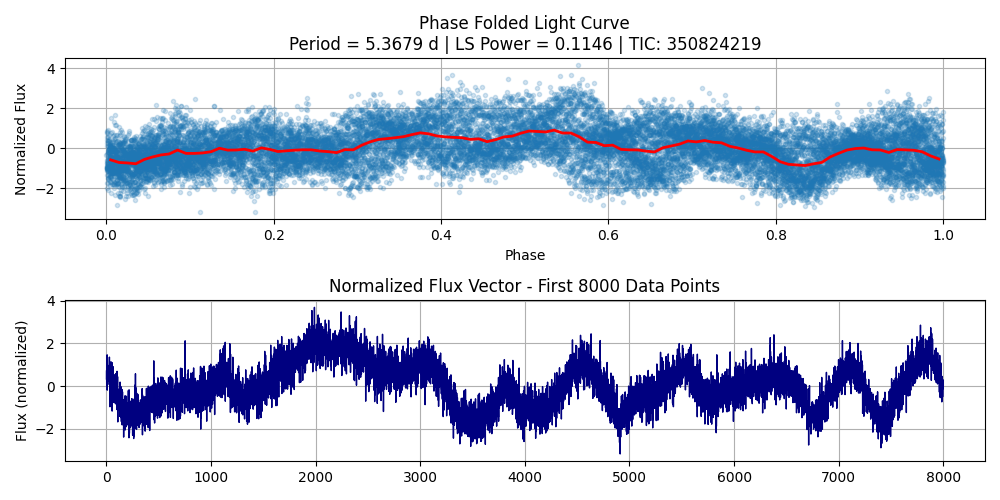 Phase Folded Light Curve
Period = 5.3679 d | LS Power = 0.1146 | TIC: 350824219
4
2
0
−2
Normalized Flux
0.0 0.2 0.4 0.6 0.8 1.0
Phase
Normalized Flux Vector - First 8000 Data Points
4
2
0
−2
Flux (normalized)
0 1000 2000 3000 4000 5000 6000 7000 8000